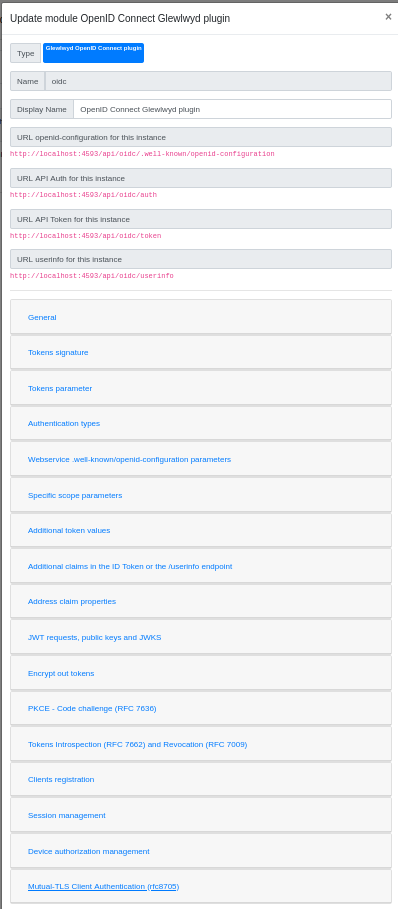 Update module OpenID Connect Glewlwyd plugin
×
Type Glewlwyd OpenID Connect plugin
Name oidc
Display Name OpenID Connect Glewlwyd plugin
URL openid-configuration for this instance
http://localhost:4593/api/oidc/.well-known/openid-configuration
URL API Auth for this instance
http://localhost:4593/api/oidc/auth
URL API Token for this instance
http://localhost:4593/api/oidc/token
URL userinfo for this instance
http://localhost:4593/api/oidc/userinfo
General
Tokens signature
Tokens parameter
Authentication types
Webservice .well-known/openid-configuration parameters
Specific scope parameters
Additional token values
Additional claims in the ID Token or the /userinfo endpoint
Address claim properties
JWT requests, public keys and JWKS
Encrypt out tokens
PKCE - Code challenge (RFC 7636)
Tokens Introspection (RFC 7662) and Revocation (RFC 7009)
Clients registration
Session management
Device authorization management
Mutual-TLS Client Authentication (rfc8705)